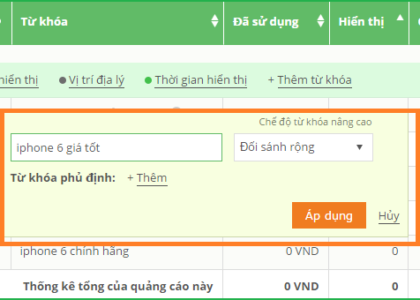 Từ khóa Đã sử dụng Hiển thị
hiển thị Vị trí địa lý Thời gian hiển thị + Thêm từ khóa
Chế độ từ khóa nâng cao
iphone 6 giá tốt Đối sánh rộng
Từ khóa phủ định: + Thêm
Áp dụng Hủy
iphone 6 chính hãng 0 VND 0
Thống kê tổng của quảng cáo này 0 VND 0